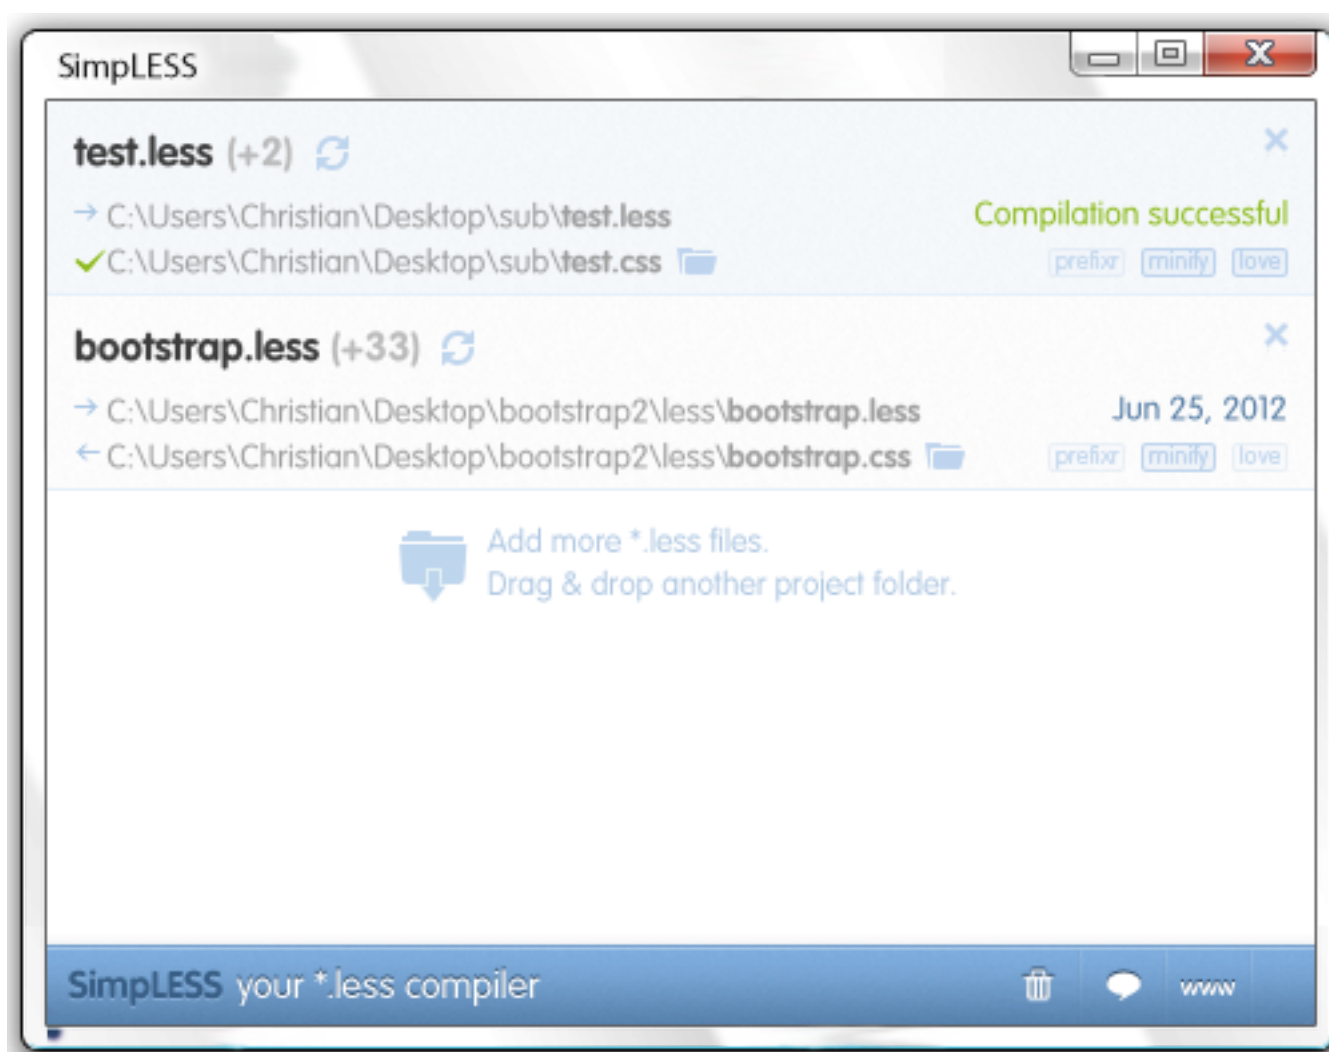 SimpLESS
test.less (+2)
→ C:\Users\Christian\Desktop\sub\test.less
Compilation successful
C:\Users\Christian\Desktop\sub\test.css
prefixr minify love
bootstrap.less (+33)
→ C:\Users\Christian\Desktop\bootstrap2\less\bootstrap.less
Jun 25, 2012
← C:\Users\Christian\Desktop\bootstrap2\less\bootstrap.css
prefixr minify love
Add more *.less files.
Drag & drop another project folder.
SimpLESS your *.less compiler
www